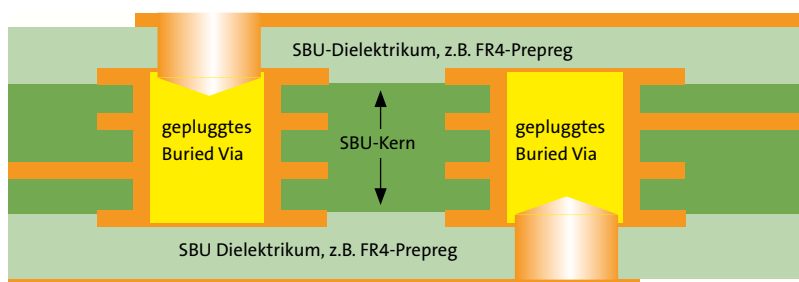 SBU-Dielektrikum, z.B. FR4-Prepreg
gepluggtes
Buried Via
SBU-Kern
gepluggtes
Buried Via
SBU Dielektrikum, z.B. FR4-Prepreg